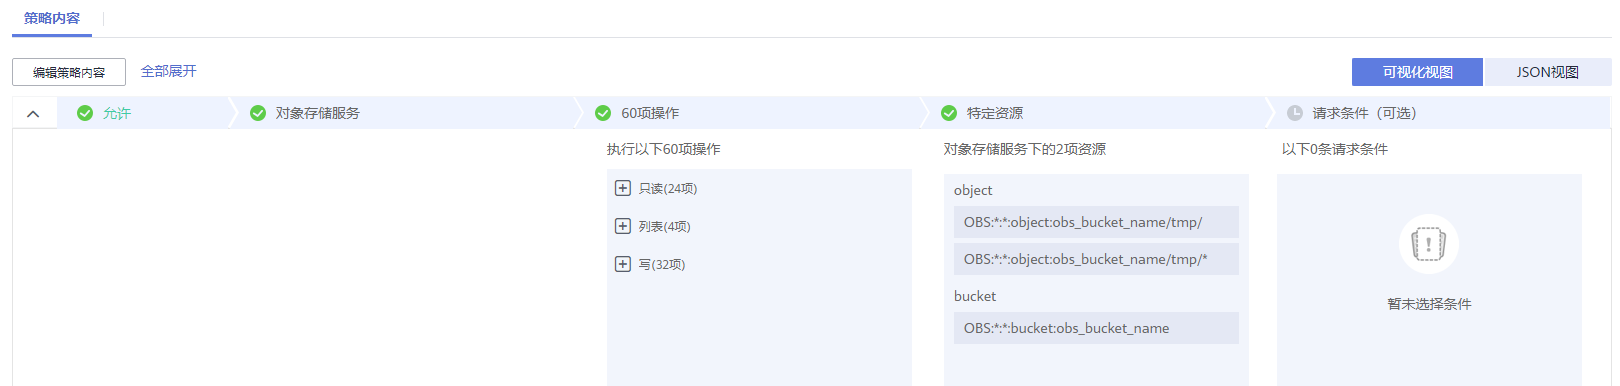 策略内容
编辑策略内容 全部展开 可视化视图 JSON视图
允许 对象存储服务 60项操作 特定资源 请求条件（可选）
执行以下60项操作 对象存储服务下的2项资源 以下0条请求条件
只读(24项)
列表(4项)
写(32项)
object
OBS:*:*:object:obs_bucket_name/tmp/
OBS:*:*:object:obs_bucket_name/tmp/*
bucket
OBS:*:*:bucket:obs_bucket_name
暂未选择条件